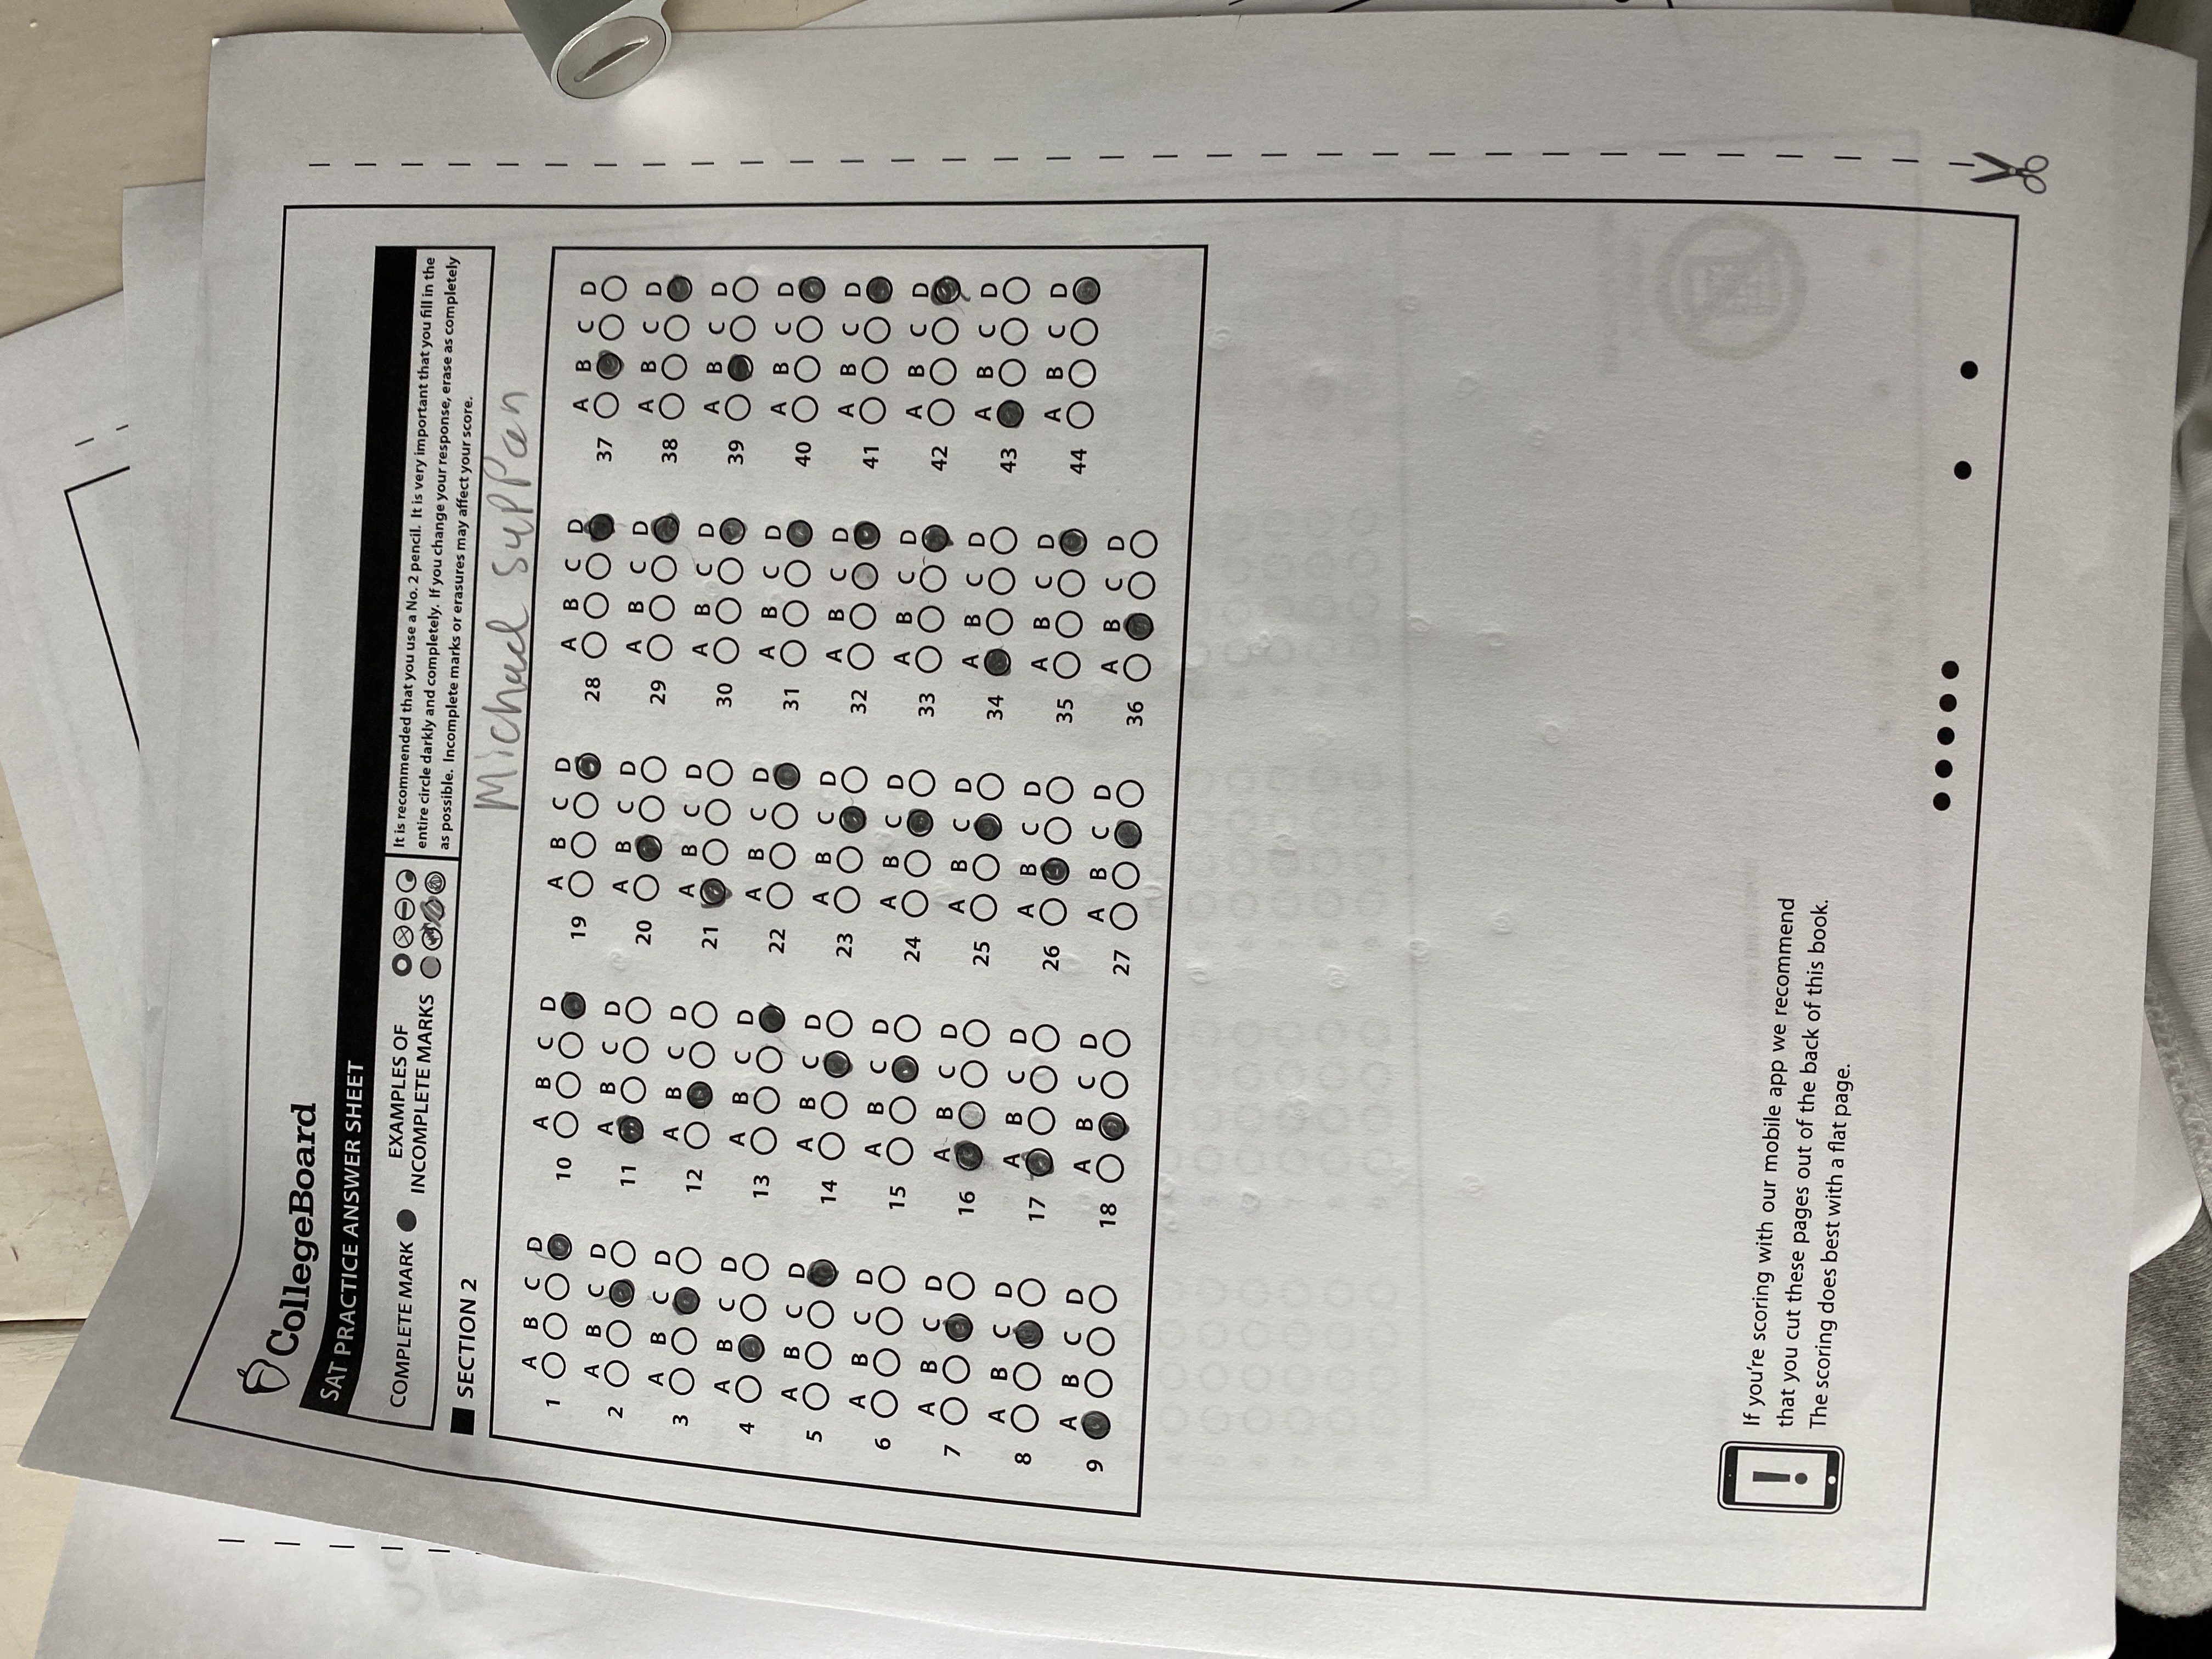 CollegeBoard
SAT PRACTICE ANSWER SHEET
COMPLETE MARK
EXAMPLES OF
INCOMPLETE MARKS
It is recommended that you use a No. 2 pencil. It is very important that you fill in the
entire circle darkly and completely. If you change your response, erase as completely
as possible. Incomplete marks or erasures may affect your score.
SECTION 2
Michael Suppan
1 A B C D
2 A B C D
3 A B C D
4 A B C D
5 A B C D
6 A B C D
7 A B C D
8 A B C D
9 A B C D
10 A B C D
11 A B C D
12 A B C D
13 A B C D
14 A B C D
15 A B C D
16 A B C D
17 A B C D
18 A B C D
19 A B C D
20 A B C D
21 A B C D
22 A B C D
23 A B C D
24 A B C D
25 A B C D
26 A B C D
27 A B C D
28 A B C D
29 A B C D
30 A B C D
31 A B C D
32 A B C D
33 A B C D
34 A B C D
35 A B C D
36 A B C D
37 A B C D
38 A B C D
39 A B C D
40 A B C D
41 A B C D
42 A B C D
43 A B C D
44 A B C D
If you're scoring with our mobile app we recommend
that you cut these pages out of the back of this book.
The scoring does best with a flat page.